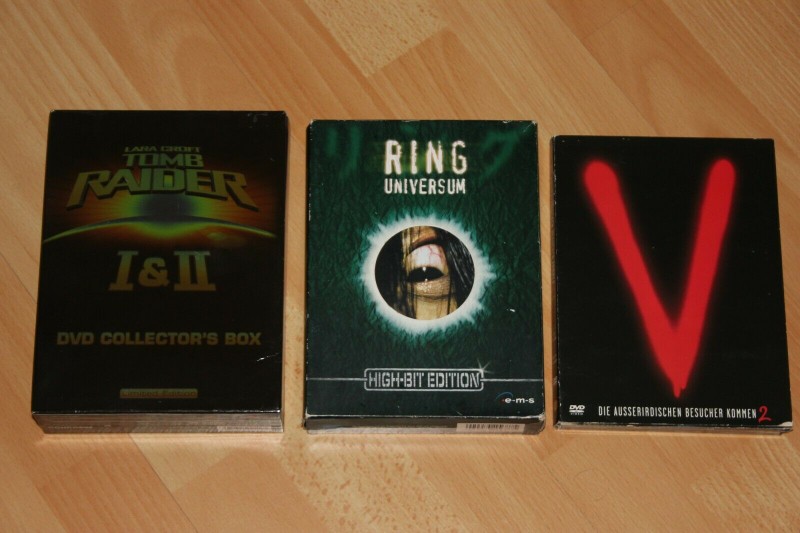 LARA CROFT
TOMB
RAIDER
I & II
DVD COLLECTOR'S BOX
RING
UNIVERSUM
HIGH-BIT EDITION
e-m-s
V
DVD
DIE AUSSERIRDISCHEN BESUCHER KOMMEN 2